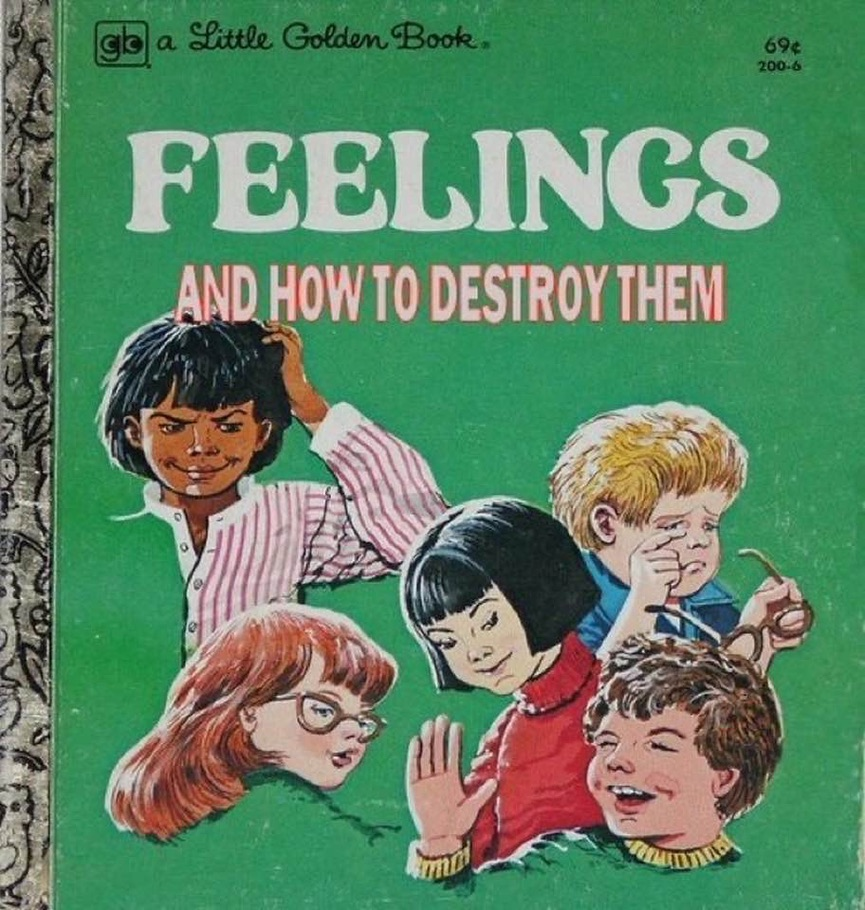 gb a Little Golden Book®
69¢
200-6
FEELINGS
AND HOW TO DESTROY THEM